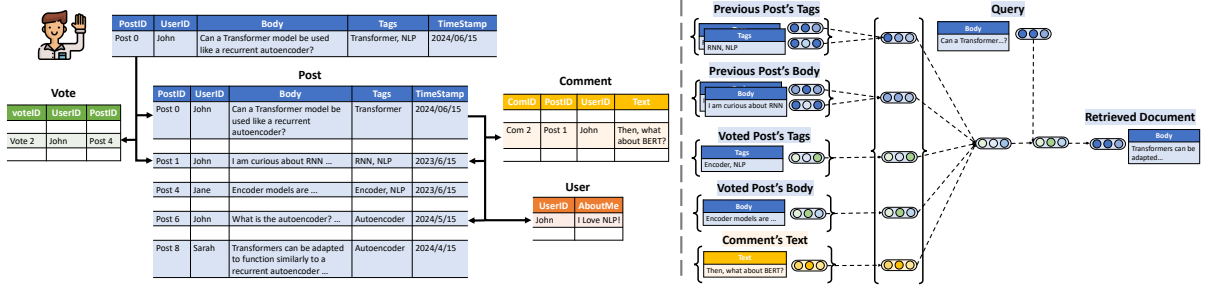 PostID UserID Body Tags TimeStamp
Post 0 John Can a Transformer model be used Transformer, NLP 2024/06/15
like a recurrent autoencoder?
Post
PostID UserID Body Tags TimeStamp
Post 0 John Can a Transformer model be Transformer 2024/06/15
be used like a recurrent
autoencoder?
Post 1 John I am curious about RNN ... RNN, NLP 2023/6/15
Post 4 Jane Encoder models are ... Encoder, NLP 2023/6/15
Post 6 John What is the autoencoder? ... Autoencoder 2024/5/15
Post 8 Sarah Transformers can be adapted Autoencoder 2024/4/15
to function similarly to a
recurrent autoencoder ...
Vote
voteID UserID PostID
Vote 2 John Post 4
Comment
ComID PostID UserID Text
Com 2 Post 1 John Then, what
about BERT?
User
UserID AboutMe
John I Love NLP!
Previous Post's Tags
Tags
RNN, NLP
Previous Post's Body
Body
I am curious about RNN
Voted Post's Tags
Tags
Encoder, NLP
Voted Post's Body
Body
Encoder models are ...
Comment's Text
Text
Then, what about BERT?
Query
Body
Can a Transformer...?
Retrieved Document
Body
Transformers can be
adapted...